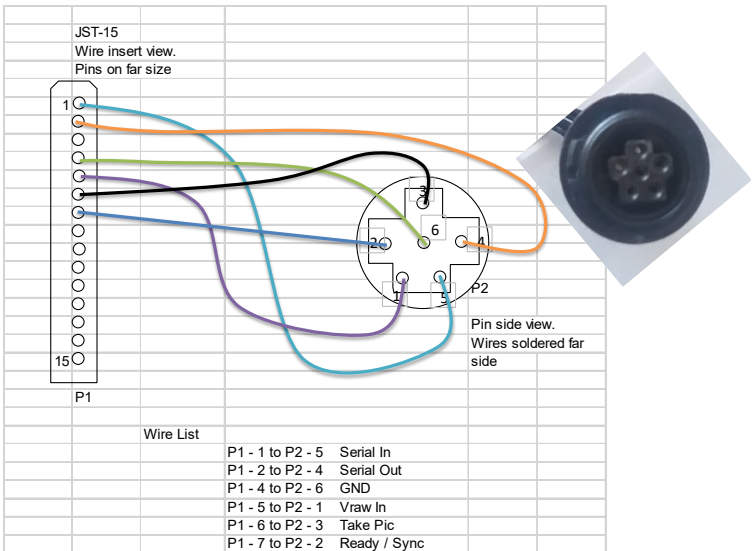 JST-15
Wire insert view.
Pins on far size
1
3
6
2
4
1
5
P2
Pin side view.
Wires soldered far
side
15
P1
Wire List
P1 - 1 to P2 - 5 Serial In
P1 - 2 to P2 - 4 Serial Out
P1 - 4 to P2 - 6 GND
P1 - 5 to P2 - 1 Vraw In
P1 - 6 to P2 - 3 Take Pic
P1 - 7 to P2 - 2 Ready / Sync